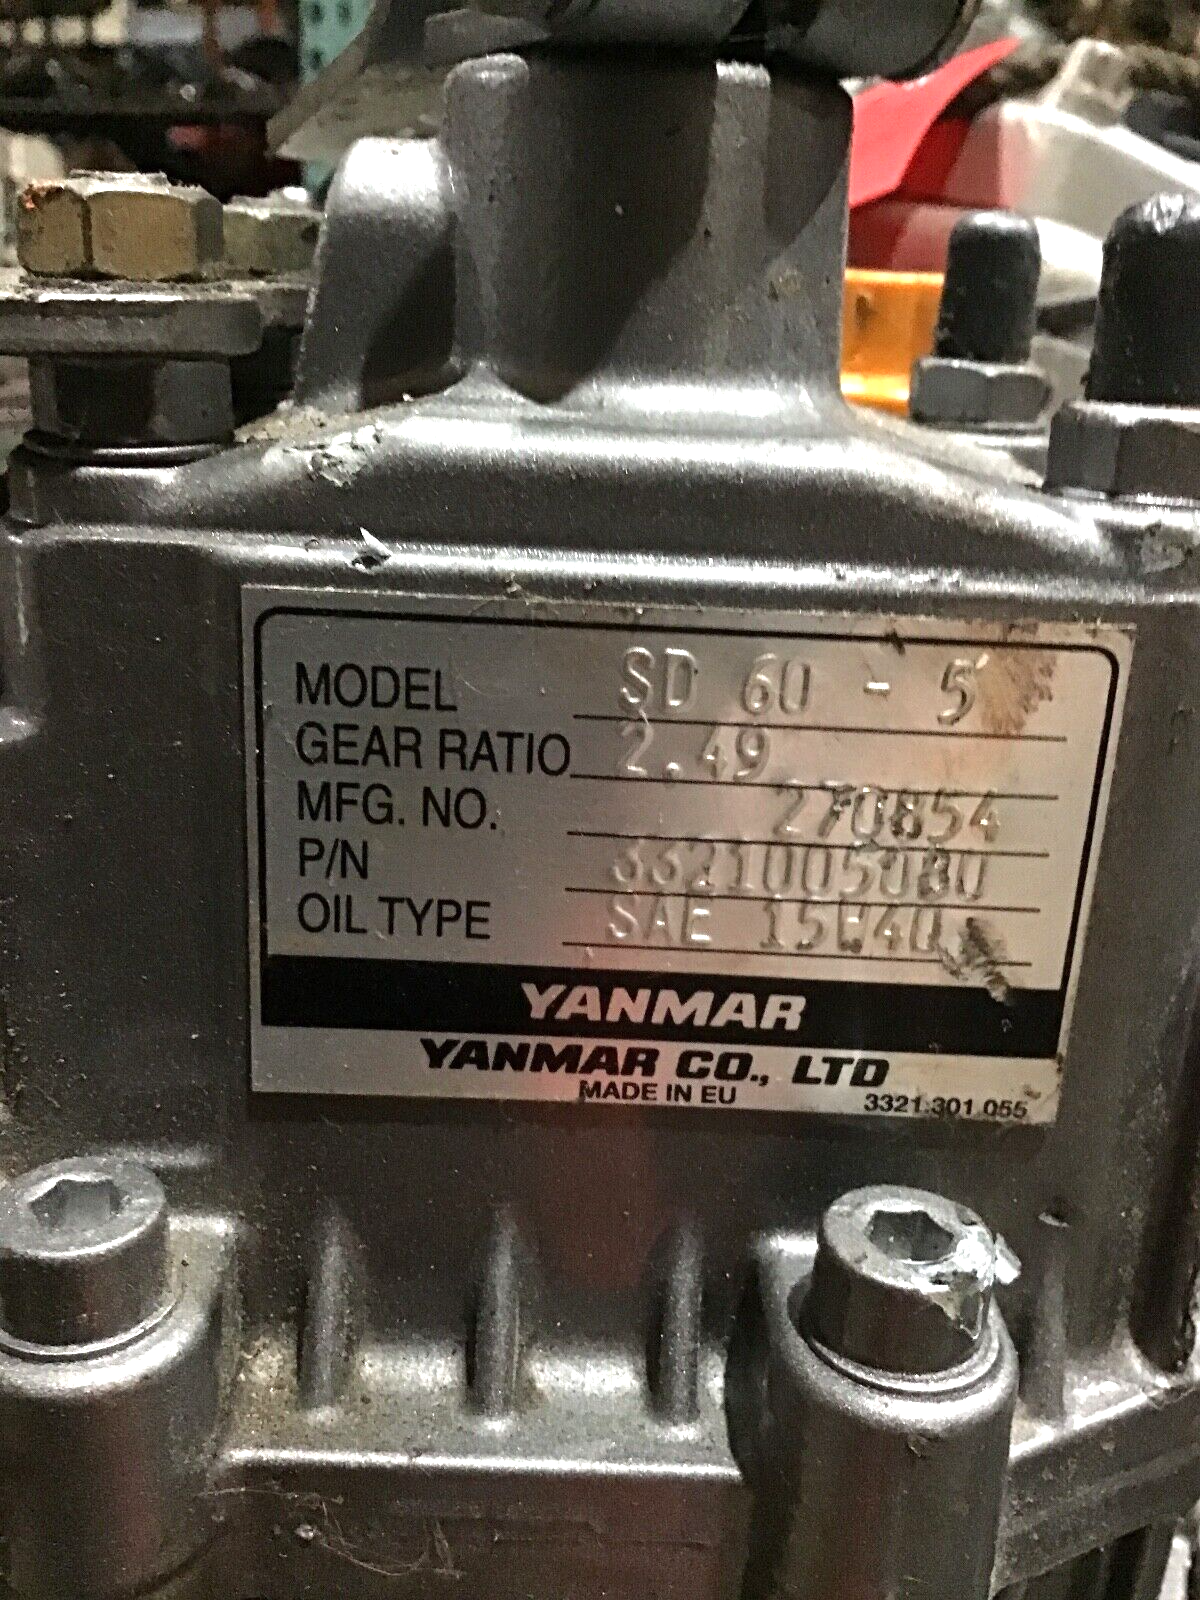 MODEL SD 60 - 5
GEAR RATIO 2.49
MFG. NO. 270854
P/N 3321005080
OIL TYPE SAE 15W40
YANMAR
YANMAR CO., LTD
MADE IN EU
3321.301.055